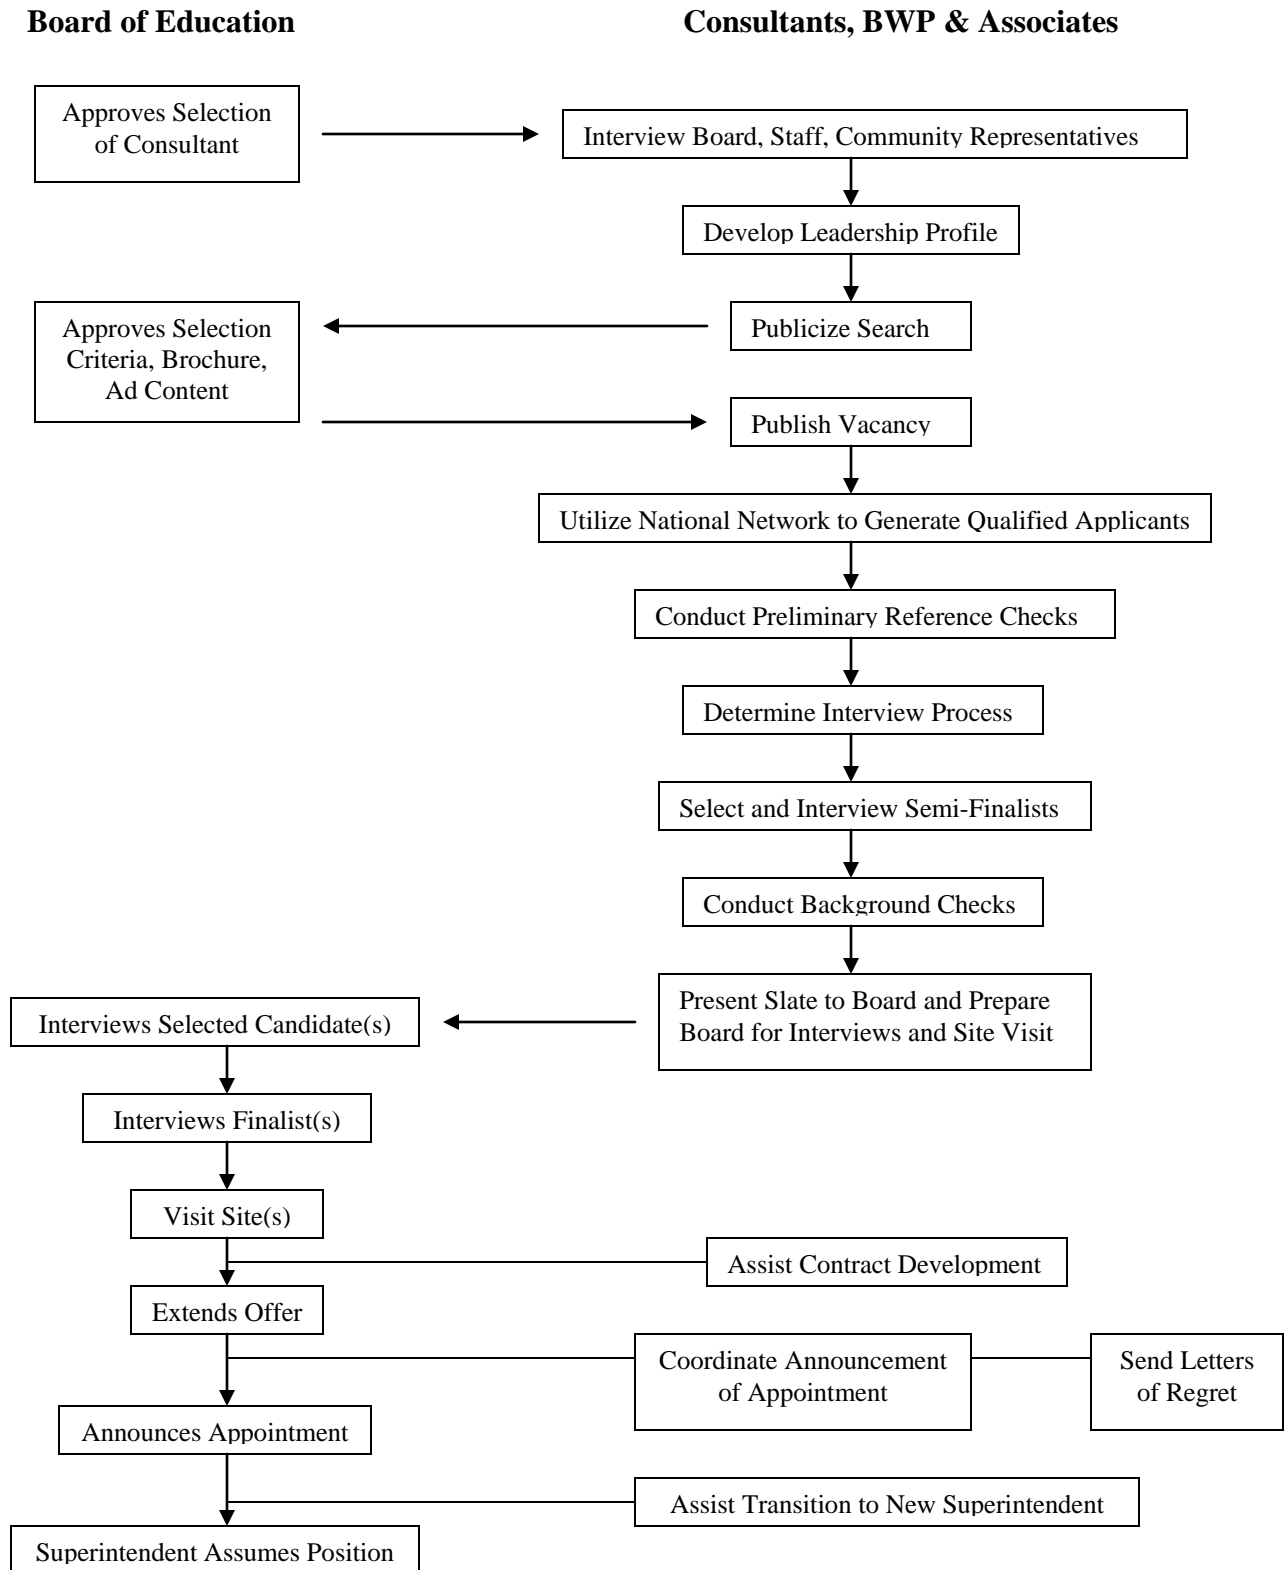 Board of Education
Consultants, BWP & Associates
Approves Selection
of Consultant
Interview Board, Staff, Community Representatives
Develop Leadership Profile
Publicize Search
Approves Selection
Criteria, Brochure,
Ad Content
Publish Vacancy
Utilize National Network to Generate Qualified Applicants
Conduct Preliminary Reference Checks
Determine Interview Process
Select and Interview Semi-Finalists
Conduct Background Checks
Present Slate to Board and Prepare
Board for Interviews and Site Visit
Interviews Selected Candidate(s)
Interviews Finalist(s)
Visit Site(s)
Assist Contract Development
Extends Offer
Coordinate Announcement
of Appointment
Send Letters
of Regret
Announces Appointment
Assist Transition to New Superintendent
Superintendent Assumes Position